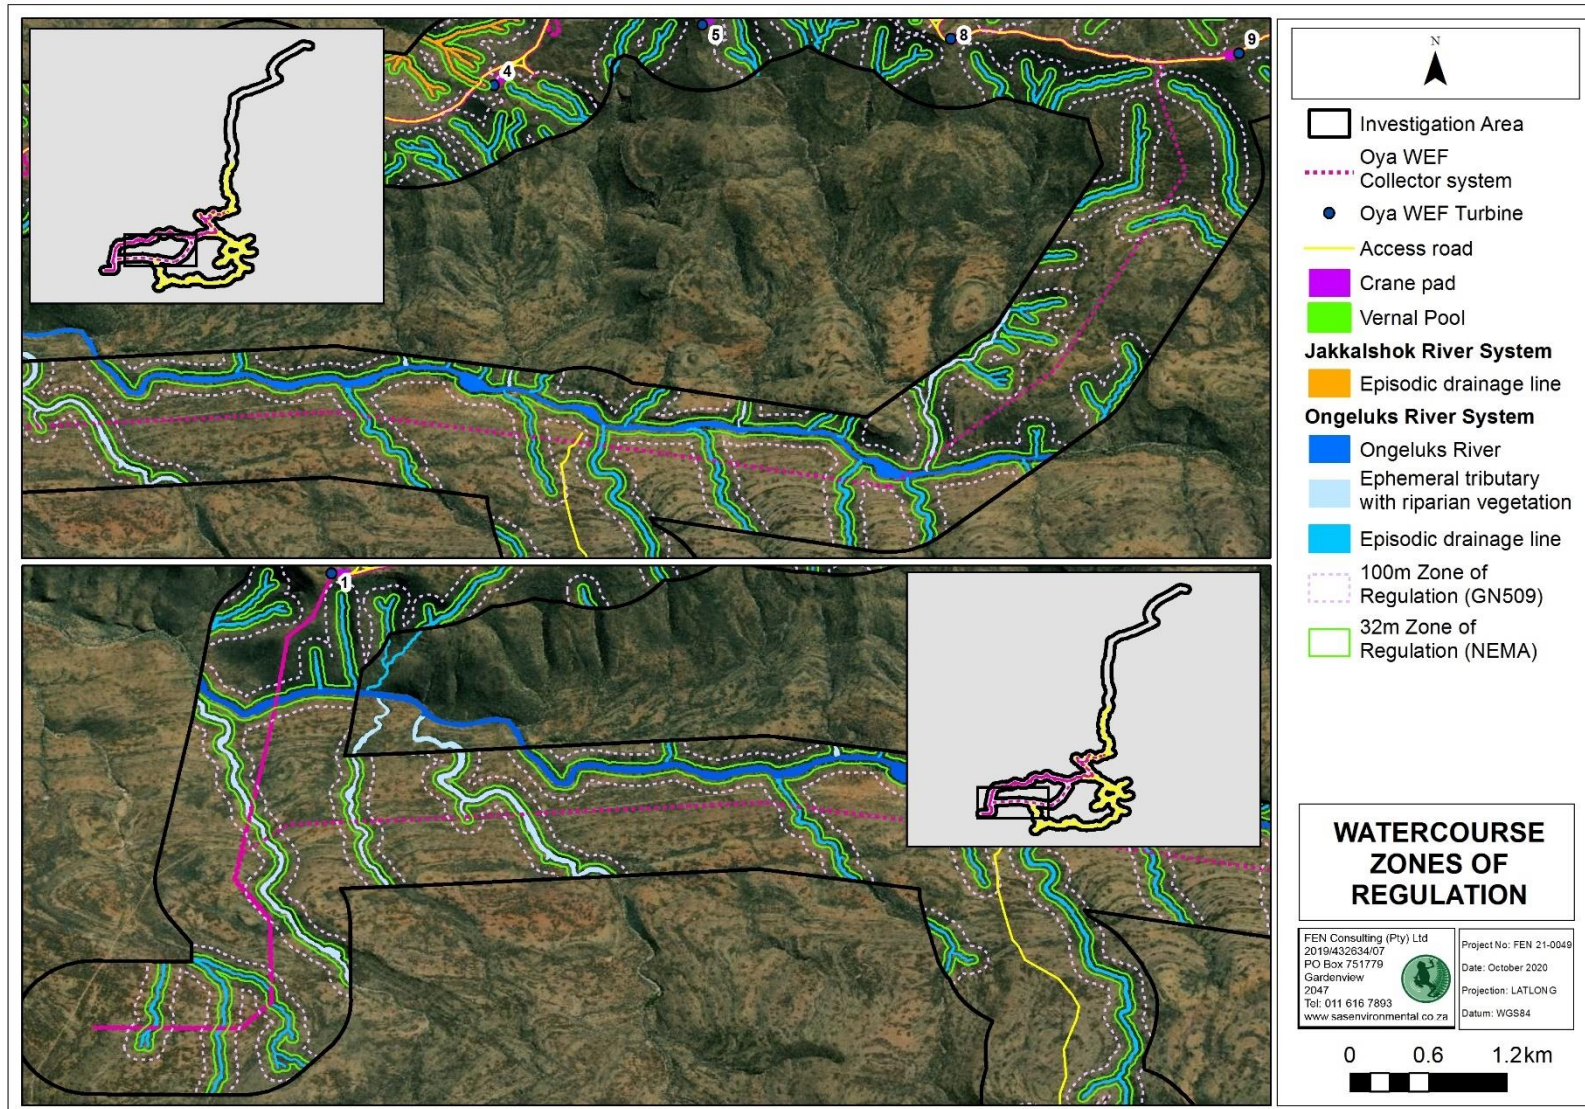 4
5
8
9
1
N
Investigation Area
Oya WEF
Collector system
Oya WEF Turbine
Access road
Crane pad
Vernal Pool
Jakkalshok River System
Episodic drainage line
Ongeluks River System
Ongeluks River
Ephemeral tributary
with riparian vegetation
Episodic drainage line
100m Zone of
Regulation (GN509)
32m Zone of
Regulation (NEMA)
WATERCOURSE
ZONES OF
REGULATION
FEN Consulting (Pty) Ltd
2019/432634/07
PO Box 751779
Gardenview
2047
Tel: 011 616 7893
www.sasenvironmental.co.za
Project No: FEN 21-0049
Date: October 2020
Projection: LATLONG
Datum: WGS84
0 0.6 1.2km